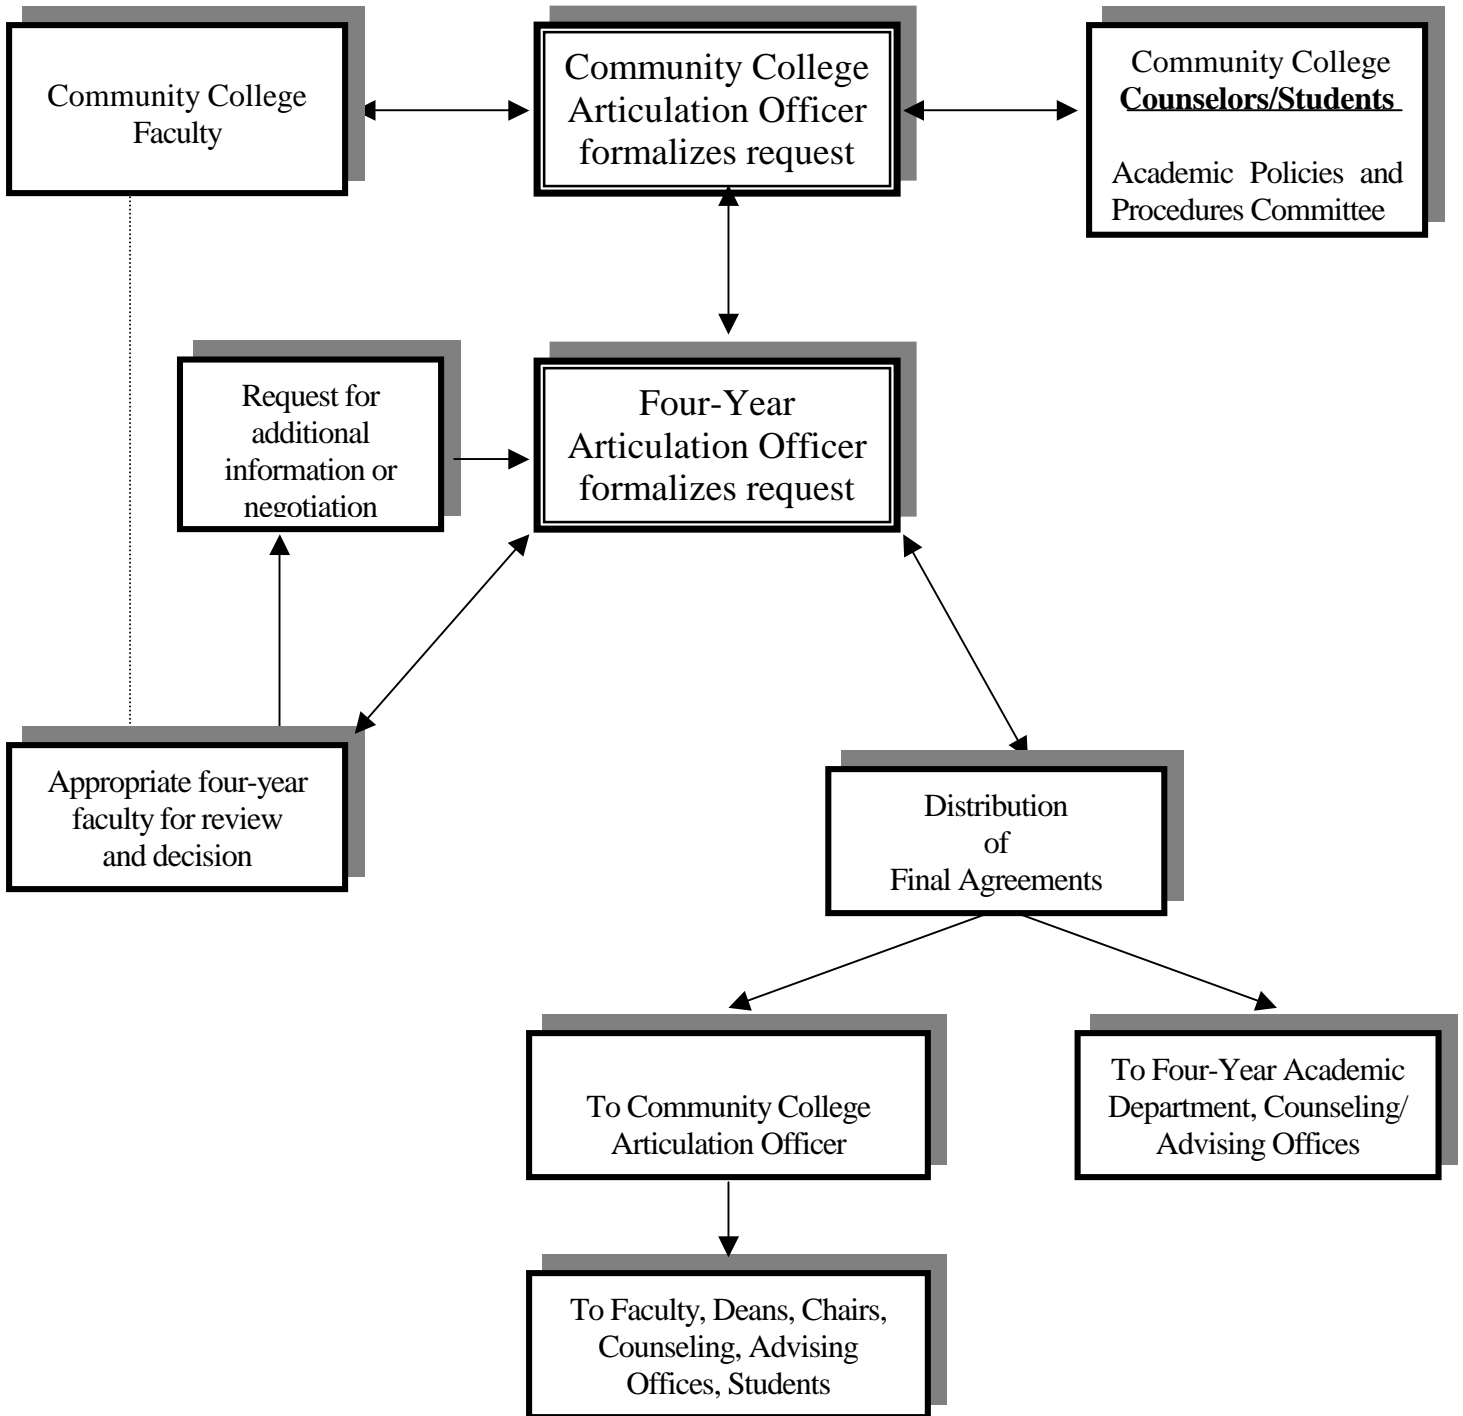 Community College
Faculty
Community College
Articulation Officer
formalizes request
Community College
Counselors/Students
Academic Policies and
Procedures Committee
Request for
additional
information or
negotiation
Four-Year
Articulation Officer
formalizes request
Appropriate four-year
faculty for review
and decision
Distribution
of
Final Agreements
To Community College
Articulation Officer
To Four-Year Academic
Department, Counseling/
Advising Offices
To Faculty, Deans, Chairs,
Counseling, Advising
Offices, Students